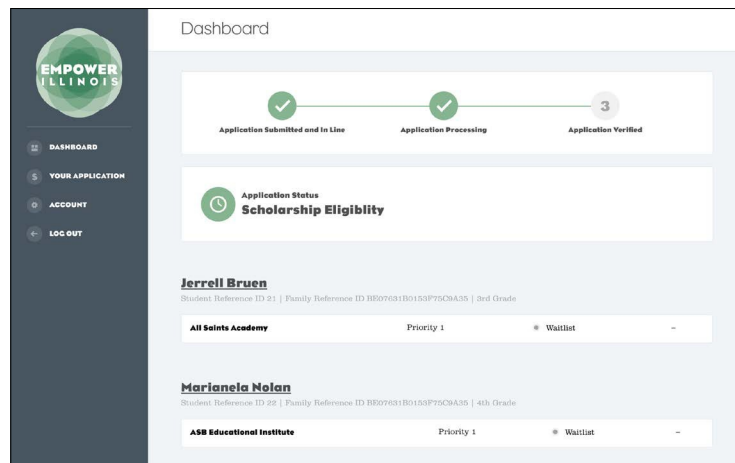 Dashboard
EMPOWER
ILLINOIS
DASHBOARD
$ YOUR APPLICATION
ACCOUNT
LOG OUT
3
Application Submitted and In Line Application Processing Application Verified
Application Status
Scholarship Eligiblity
Jerrell Bruen
Student Reference ID 21 | Family Reference ID BE07631B0153F75C9A35 | 3rd Grade
All Saints Academy Priority 1 Waitlist –
Marianela Nolan
Student Reference ID 22 | Family Reference ID BE07631B0153F75C9A35 | 4th Grade
ASB Educational Institute Priority 1 Waitlist –